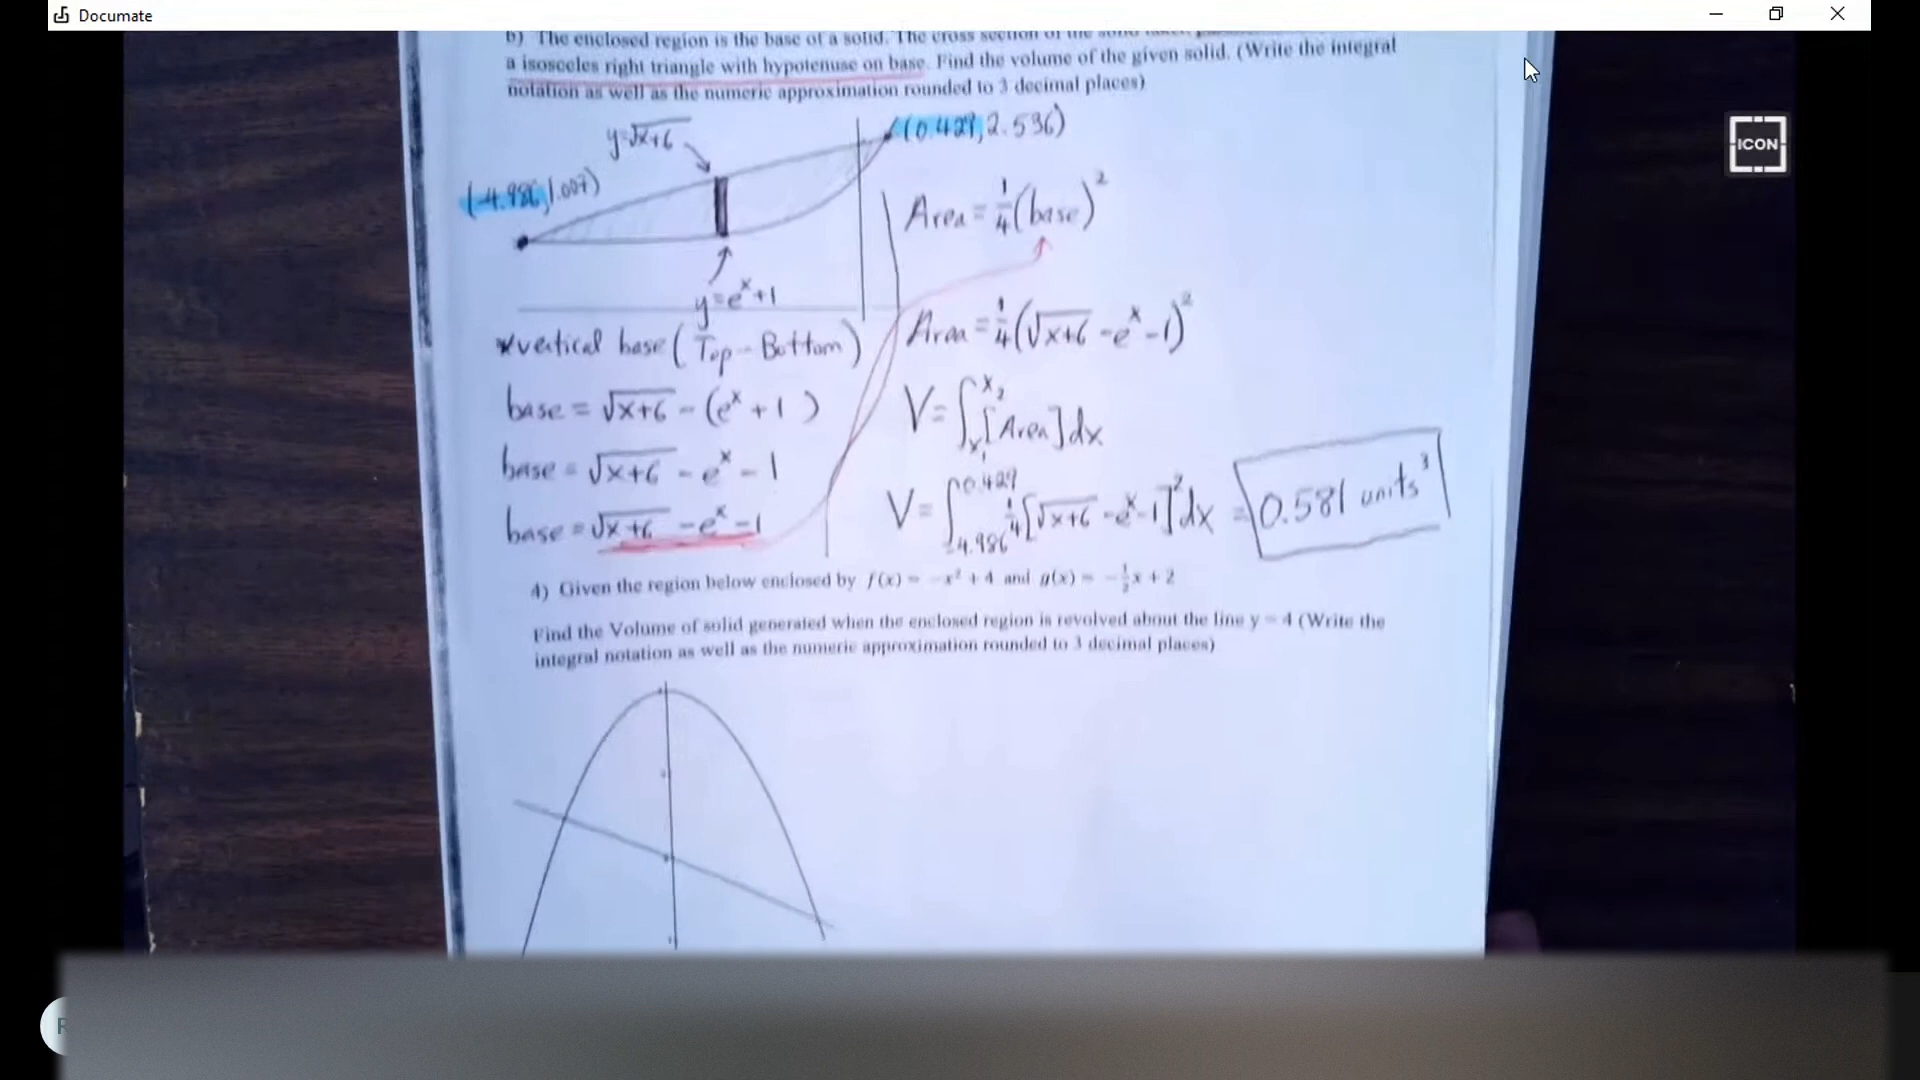 Documate
b) The enclosed region is the base of a solid. The cross section of the solid
a isosceles right triangle with hypotenuse on base. Find the volume of the given solid. (Write the integral
notation as well as the numeric approximation rounded to 3 decimal places)
y=√x+6
(0.429, 2.536)
ICON
(-4.986, 1.007)
Area = 1/4 (base)²
y=e^x+1
*vertical base (Top - Bottom)
Area = 1/4 (√x+6 - e^x - 1)²
base = √x+6 - (e^x + 1)
V= ∫_{x₁}^{x₂} [Area] dx
base = √x+6 - e^x - 1
V= ∫_{-4.986}^{0.429} 1/4 [√x+6 - e^x - 1]² dx = 0.581 units³
base = √x+6 - e^x - 1
4) Given the region below enclosed by f(x) = -x² + 4 and g(x) = -1/2 x + 2
Find the Volume of solid generated when the enclosed region is revolved about the line y = 4 (Write the
integral notation as well as the numeric approximation rounded to 3 decimal places)